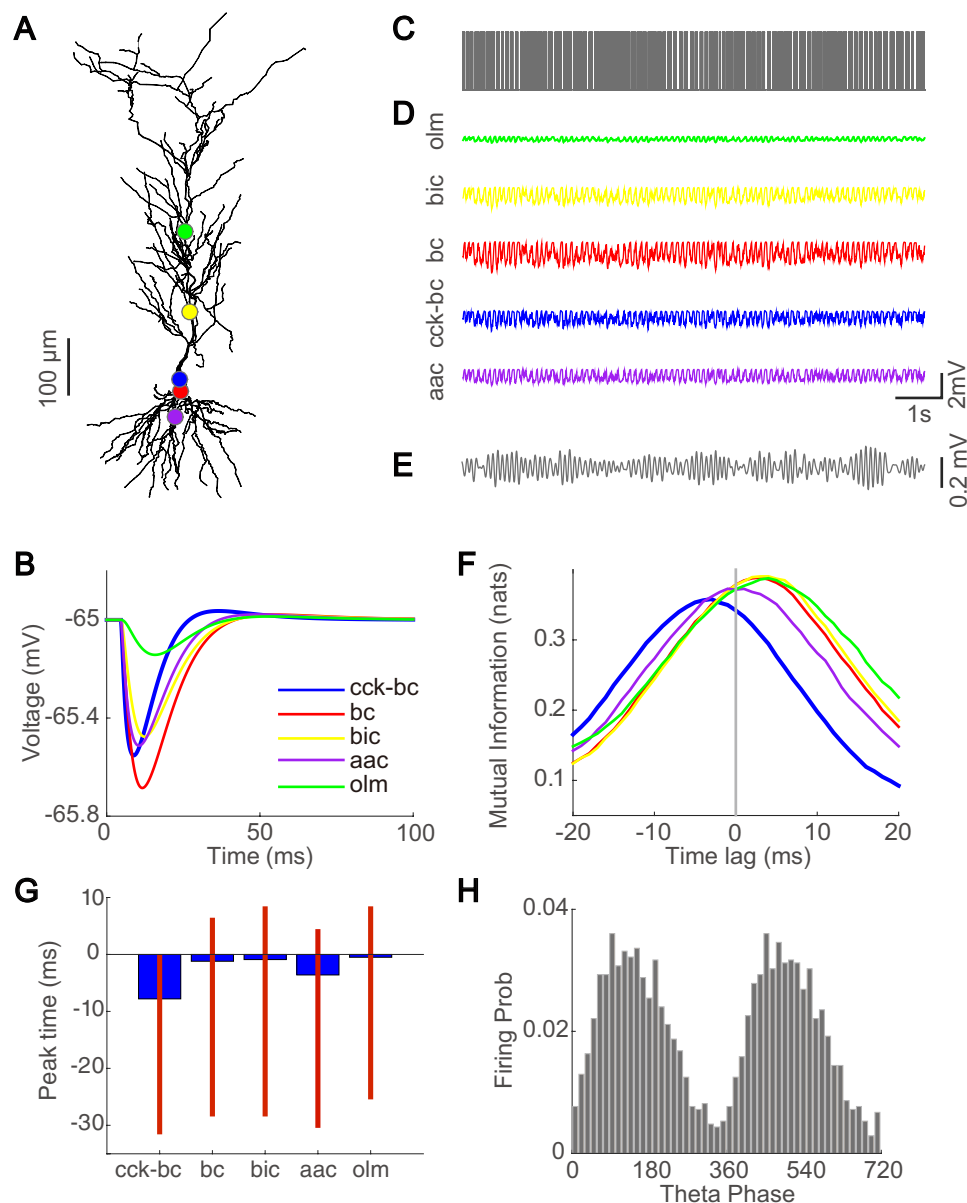 A
100 µm
C
D
olm
bic
bc
cck-bc
aac
1s
2mV
E
0.2 mV
B
Voltage (mV)
-65
-65.4
-65.8
0
50
100
Time (ms)
cck-bc
bc
bic
aac
olm
F
Mutual Information (nats)
0.3
0.2
0.1
-20
-10
0
10
20
Time lag (ms)
G
Peak time (ms)
10
0
-10
-20
-30
cck-bc
bc
bic
aac
olm
H
Firing Prob
0.04
0.02
0
0
180
360
540
720
Theta Phase